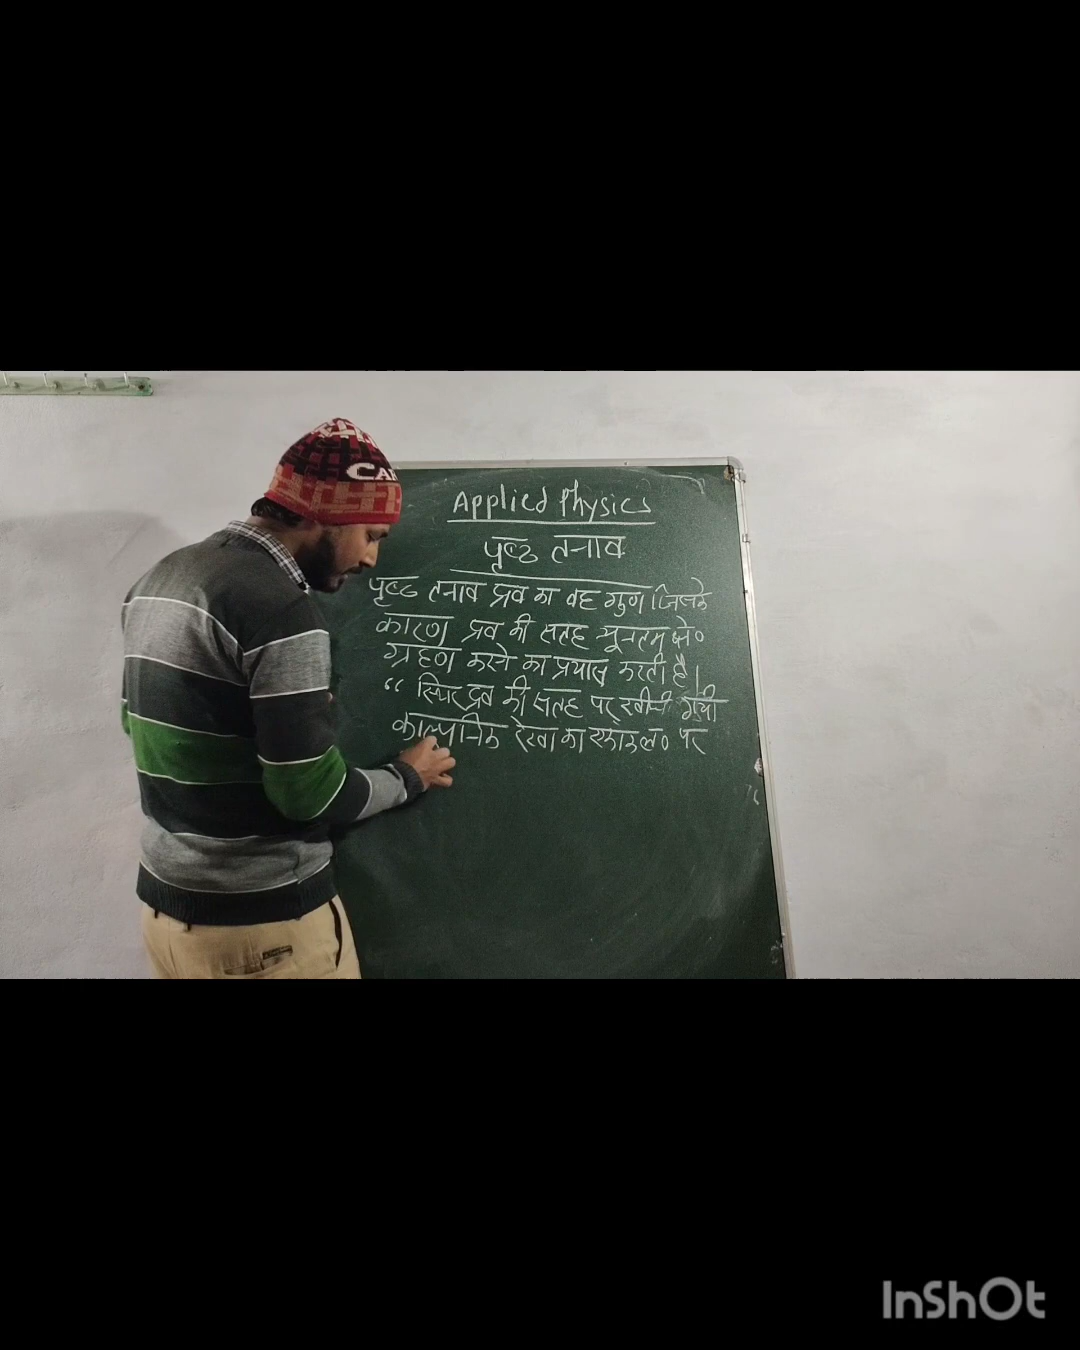 CA
Applied Physics
पृष्ठ तनाव
पृष्ठ तनाव द्रव का वह गुण जिसके
कारण द्रव की सतह न्यूनतम क्षे०
ग्रहण करने का प्रयास करती है।
“ स्थिर द्रव की सतह पर खींची गयी
काल्पनिक रेखा का एकांक ल० पर
InShOt